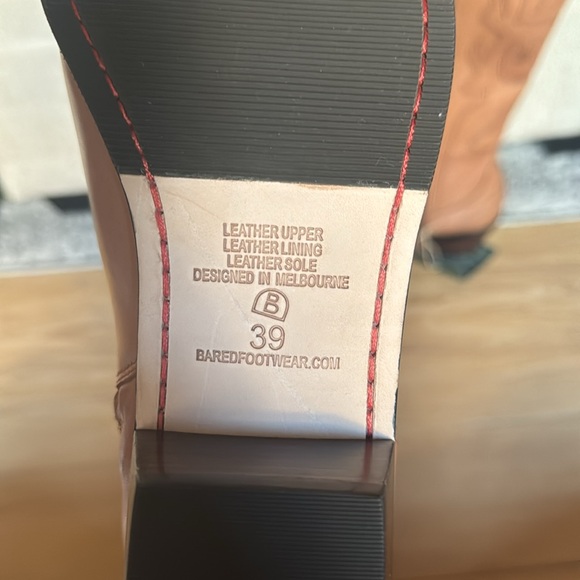 LEATHER UPPER
LEATHER LINING
LEATHER SOLE
DESIGNED IN MELBOURNE
B
39
BAREDFOOTWEAR.COM